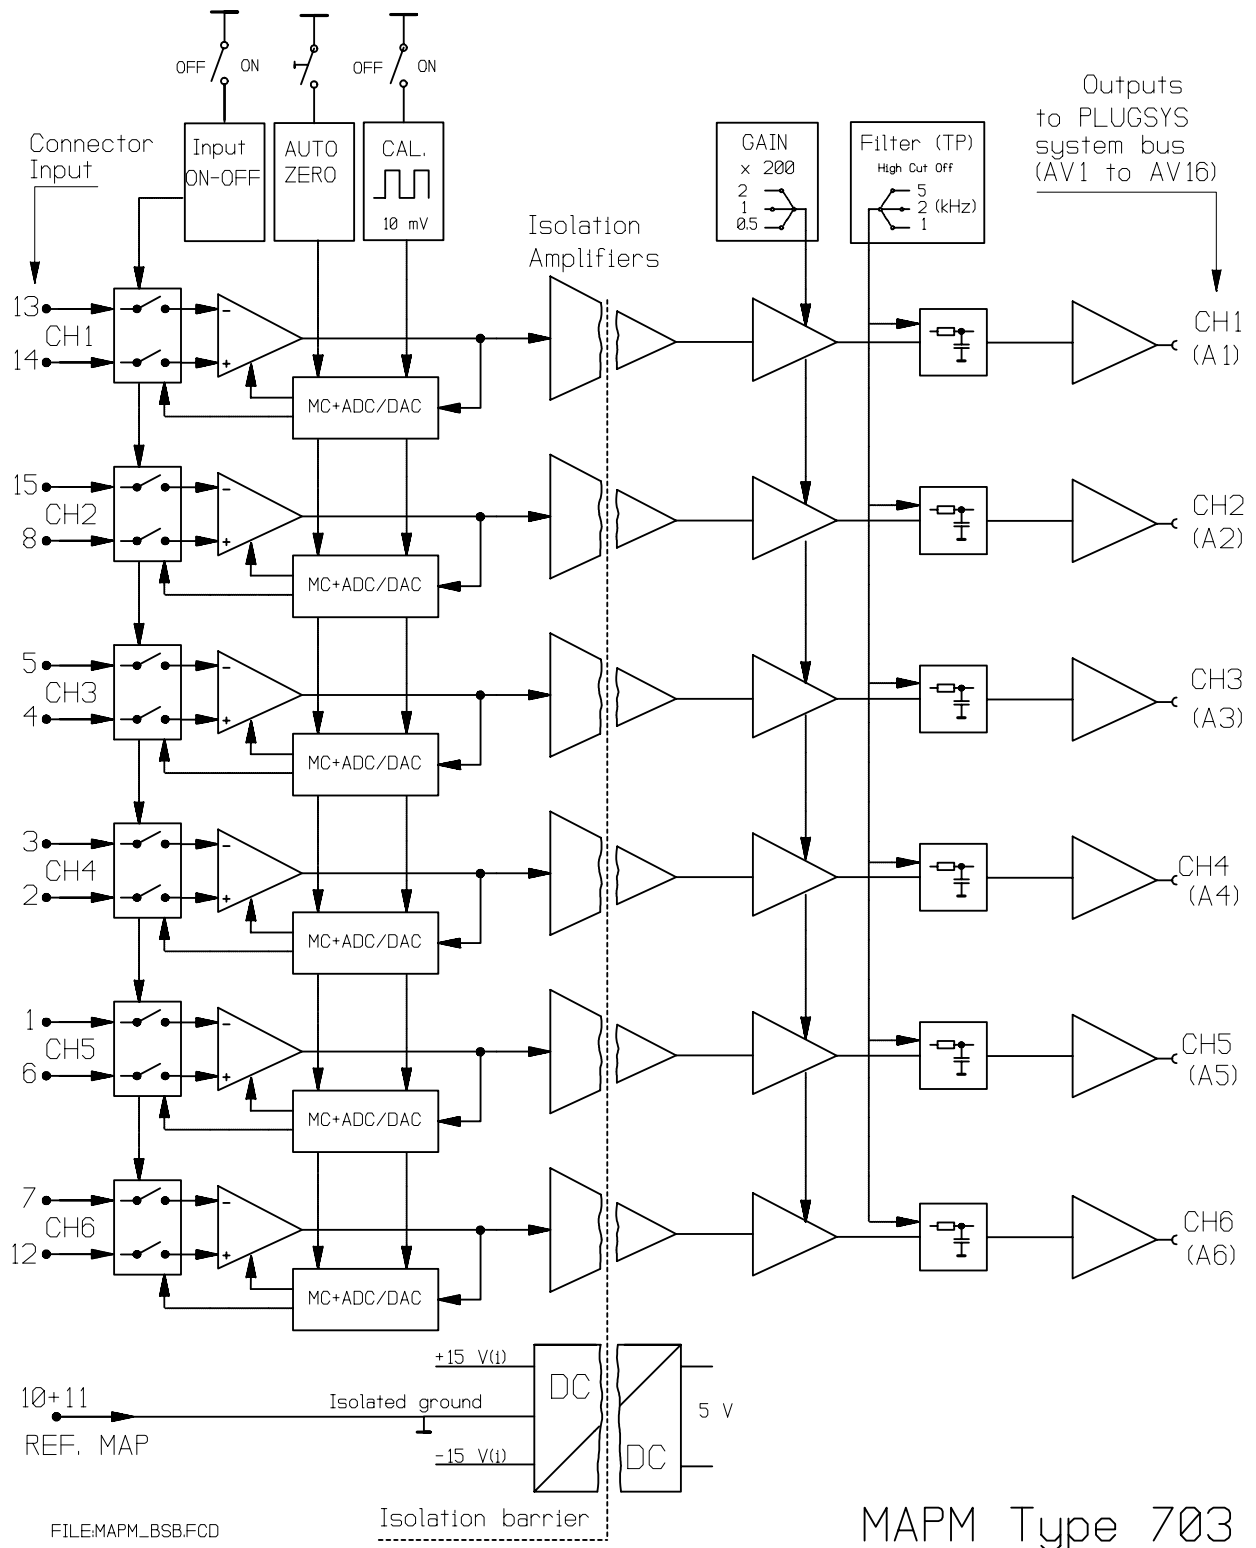 OFF ON
OFF ON
Outputs
to PLUGSYS
system bus
(AV1 to AV16)
Connector
Input
Input
ON-OFF
AUTO
ZERO
CAL.
10 mV
GAIN
x 200
2
1
0.5
Filter (TP)
High Cut Off
5
2 (kHz)
1
Isolation
Amplifiers
13
CH1
14
-
+
MC+ADC/DAC
CH1
(A1)
15
CH2
8
-
+
MC+ADC/DAC
CH2
(A2)
5
CH3
4
-
+
MC+ADC/DAC
CH3
(A3)
3
CH4
2
-
+
MC+ADC/DAC
CH4
(A4)
1
CH5
6
-
+
MC+ADC/DAC
CH5
(A5)
7
CH6
12
-
+
MC+ADC/DAC
CH6
(A6)
+15 V(i)
DC
10+11
Isolated ground
5 V
REF. MAP
-15 V(i)
DC
Isolation barrier
FILE:MAPM_BSB.FCD
MAPM Type 703